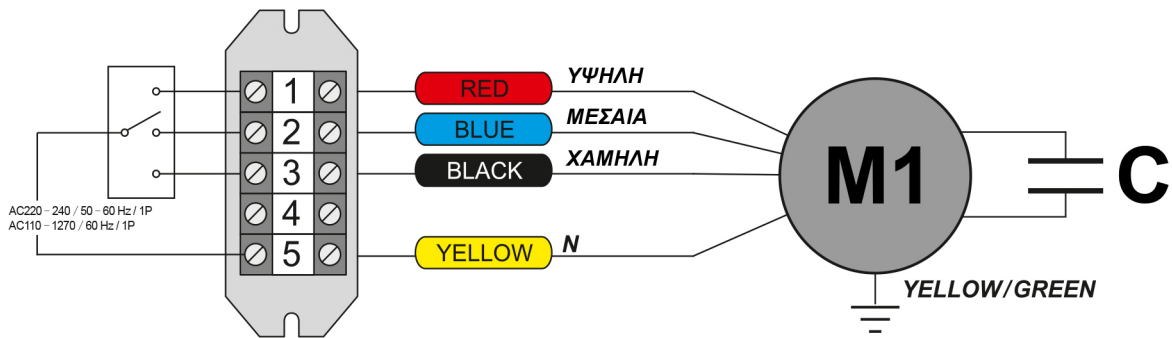 1
RED
ΥΨΗΛΗ
2
BLUE
ΜΕΣΑΙΑ
3
BLACK
ΧΑΜΗΛΗ
4
5
YELLOW
N
M1
C
AC220 - 240 / 50 - 60 Hz / 1P
AC110 - 1270 / 60 Hz / 1P
YELLOW/GREEN